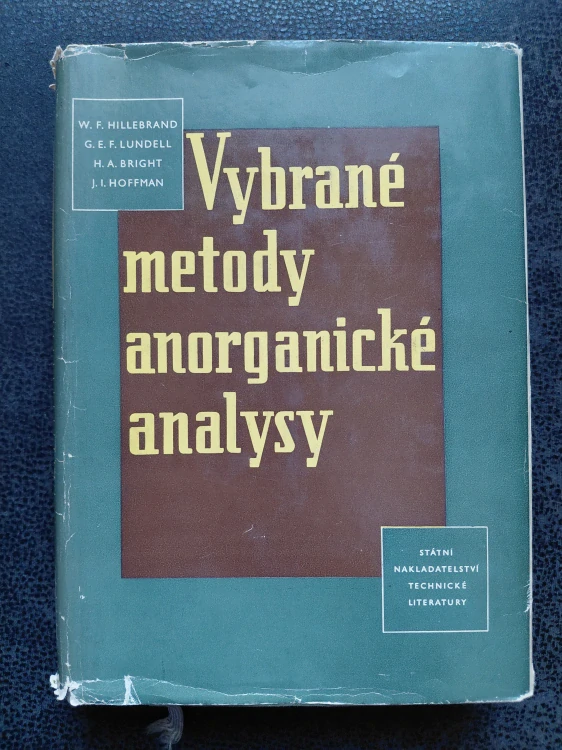 W. F. HILLEBRAND
G. E. F. LUNDELL
H. A. BRIGHT
J. I. HOFFMAN
Vybrané
metody
anorganické
analysy
STÁTNÍ
NAKLADATELSTVÍ
TECHNICKÉ
LITERATURY